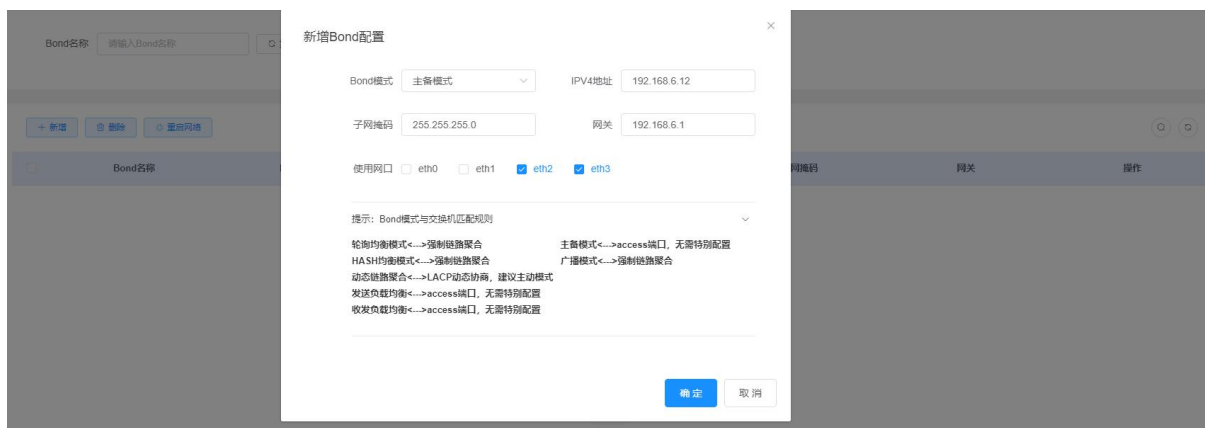 新增Bond配置
Bond名称 请输入Bond名称
Bond模式 主备模式 IPV4地址 192.168.6.12
子网掩码 255.255.255.0 网关 192.168.6.1
+ 新增 删除 重启网络
使用网口 eth0 eth1 eth2 eth3
Bond名称 网掩码 网关 操作
提示：Bond模式与交换机匹配规则
轮询均衡模式<--->强制链路聚合 主备模式<--->access端口，无需特别配置
HASH均衡模式<--->强制链路聚合 广播模式<--->强制链路聚合
动态链路聚合<--->LACP动态协商，建议主动模式
发送负载均衡<--->access端口，无需特别配置
收发负载均衡<--->access端口，无需特别配置
确定 取消